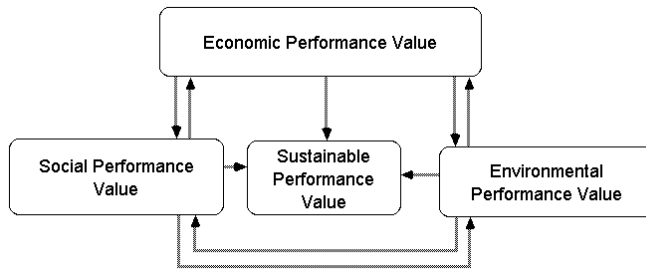 Economic Performance Value
Social Performance
Value
Sustainable
Performance
Value
Environmental
Performance Value